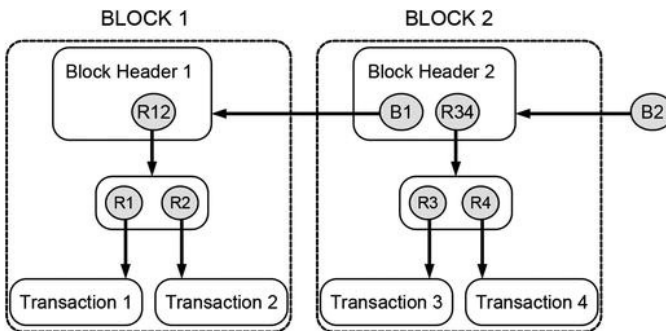 BLOCK 1
BLOCK 2
Block Header 1
Block Header 2
R12
B1
R34
B2
R1
R2
R3
R4
Transaction 1
Transaction 2
Transaction 3
Transaction 4